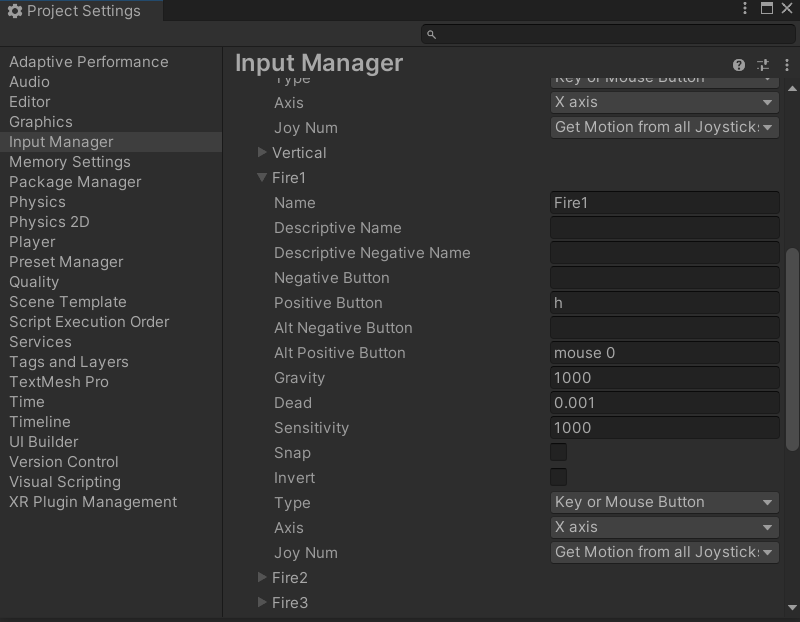 Project Settings
Input Manager
Adaptive Performance
Audio
Editor
Graphics
Input Manager
Memory Settings
Package Manager
Physics
Physics 2D
Player
Preset Manager
Quality
Scene Template
Script Execution Order
Services
Tags and Layers
TextMesh Pro
Time
Timeline
UI Builder
Version Control
Visual Scripting
XR Plugin Management
Type Key or Mouse Button
Axis X axis
Joy Num Get Motion from all Joysticks
Vertical
Fire1
Name Fire1
Descriptive Name
Descriptive Negative Name
Negative Button
Positive Button h
Alt Negative Button
Alt Positive Button mouse 0
Gravity 1000
Dead 0.001
Sensitivity 1000
Snap
Invert
Type Key or Mouse Button
Axis X axis
Joy Num Get Motion from all Joysticks
Fire2
Fire3